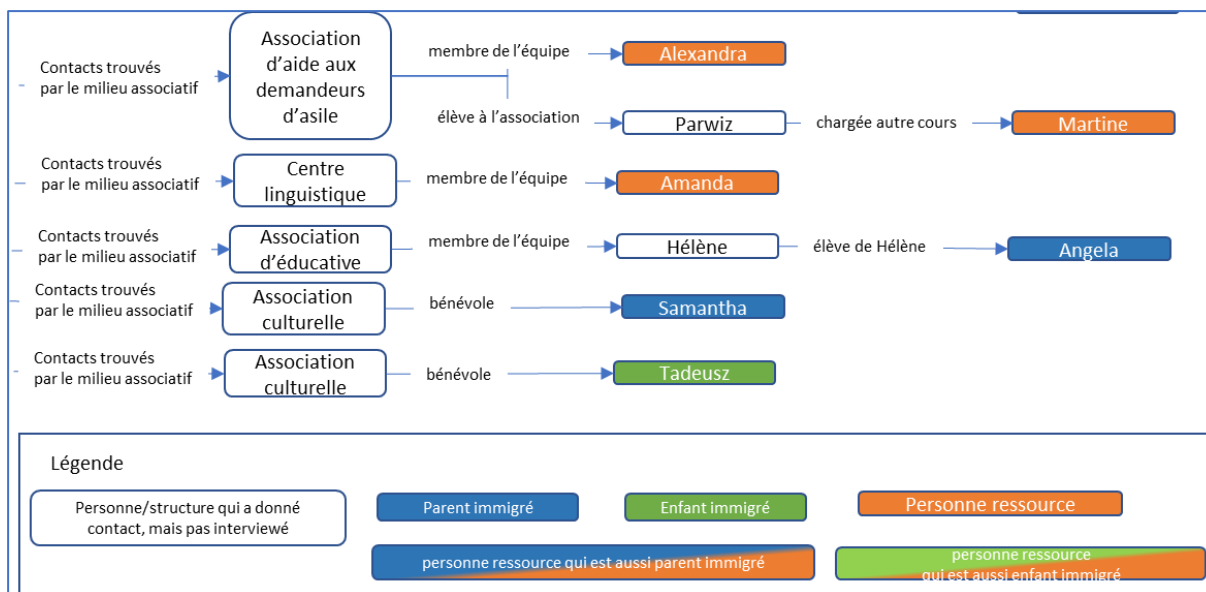 Contacts trouvés
par le milieu associatif
Association
d'aide aux
demandeurs
d'asile
membre de l'équipe
Alexandra
élève à l'association
Parwiz
chargée autre cours
Martine
Contacts trouvés
par le milieu associatif
Centre
linguistique
membre de l'équipe
Amanda
Contacts trouvés
par le milieu associatif
Association
d'éducative
membre de l'équipe
Hélène
élève de Hélène
Angela
Contacts trouvés
par le milieu associatif
Association
culturelle
bénévole
Samantha
Contacts trouvés
par le milieu associatif
Association
culturelle
bénévole
Tadeusz
Légende
Personne/structure qui a donné
contact, mais pas interviewé
Parent immigré
Enfant immigré
Personne ressource
personne ressource qui est aussi parent immigré
personne ressource
qui est aussi enfant immigré